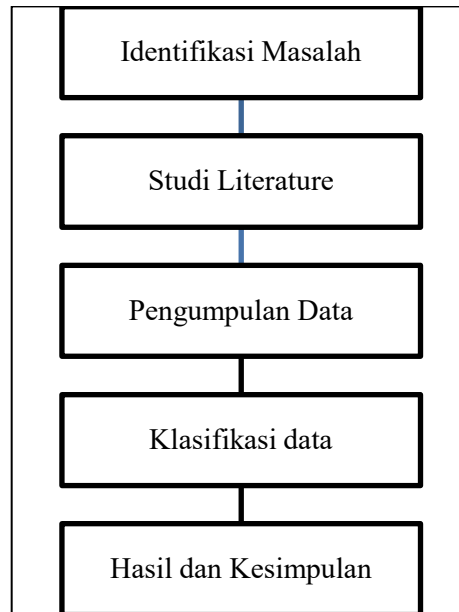 Identifikasi Masalah
Studi Literature
Pengumpulan Data
Klasifikasi data
Hasil dan Kesimpulan